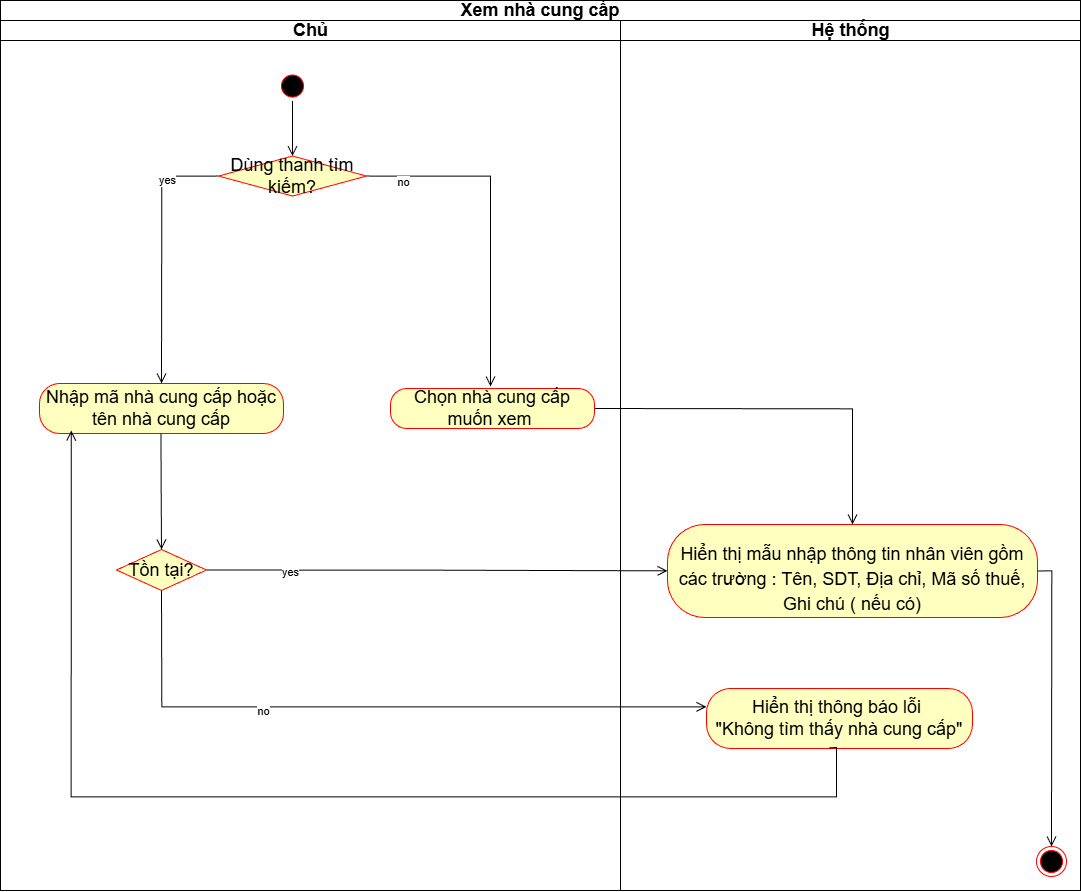 Xem nhà cung cấp
Chủ
Hệ thống
Dùng thanh tìm
kiếm?
yes
no
Nhập mã nhà cung cấp hoặc
tên nhà cung cấp
Chọn nhà cung cấp
muốn xem
Tồn tại?
yes
Hiển thị mẫu nhập thông tin nhân viên gồm
các trường : Tên, SDT, Địa chỉ, Mã số thuế,
Ghi chú ( nếu có)
no
Hiển thị thông báo lỗi
"Không tìm thấy nhà cung cấp"